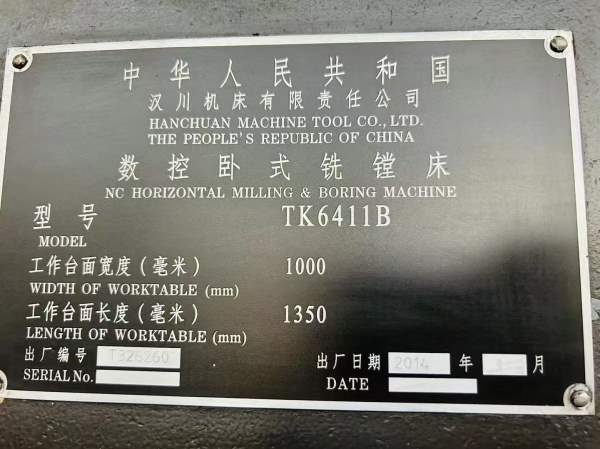 中华人民共和国
汉川机床有限责任公司
HANCHUAN MACHINE TOOL CO., LTD.
THE PEOPLE'S REPUBLIC OF CHINA
数控卧式铣镗床
NC HORIZONTAL MILLING & BORING MACHINE
型号 TK6411B
MODEL
工作台面宽度(毫米) 1000
WIDTH OF WORKTABLE (mm)
工作台面长度(毫米) 1350
LENGTH OF WORKTABLE (mm)
出厂编号 T326260 出厂日期 2014 年 月
SERIAL No. DATE